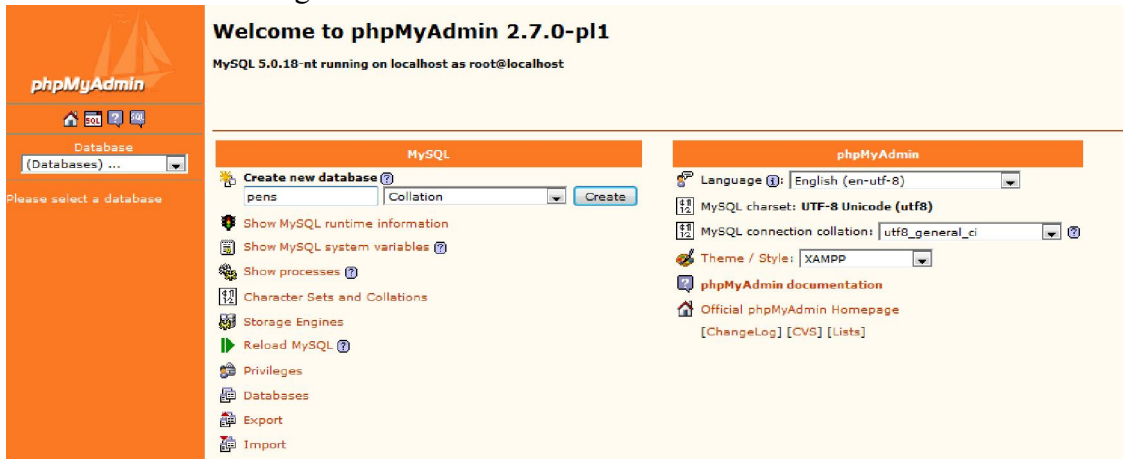 Welcome to phpMyAdmin 2.7.0-pl1
MySQL 5.0.18-nt running on localhost as root@localhost
phpMyAdmin
SQL
SQL
Database
(Databases) ...
Please select a database
MySQL
Create new database
pens
Collation
Create
Show MySQL runtime information
Show MySQL system variables
Show processes
Character Sets and Collations
Storage Engines
Reload MySQL
Privileges
Databases
Export
Import
phpMyAdmin
Language: English (en-utf-8)
MySQL charset: UTF-8 Unicode (utf8)
MySQL connection collation: utf8_general_ci
Theme / Style: XAMPP
phpMyAdmin documentation
Official phpMyAdmin Homepage
[ChangeLog] [CVS] [Lists]